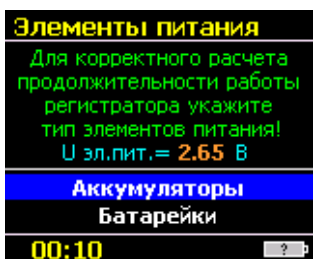 Элементы питания
Для корректного расчета
продолжительности работы
регистратора укажите
тип элементов питания!
U эл.пит.= 2.65 В
Аккумуляторы
Батарейки
00:10 ?